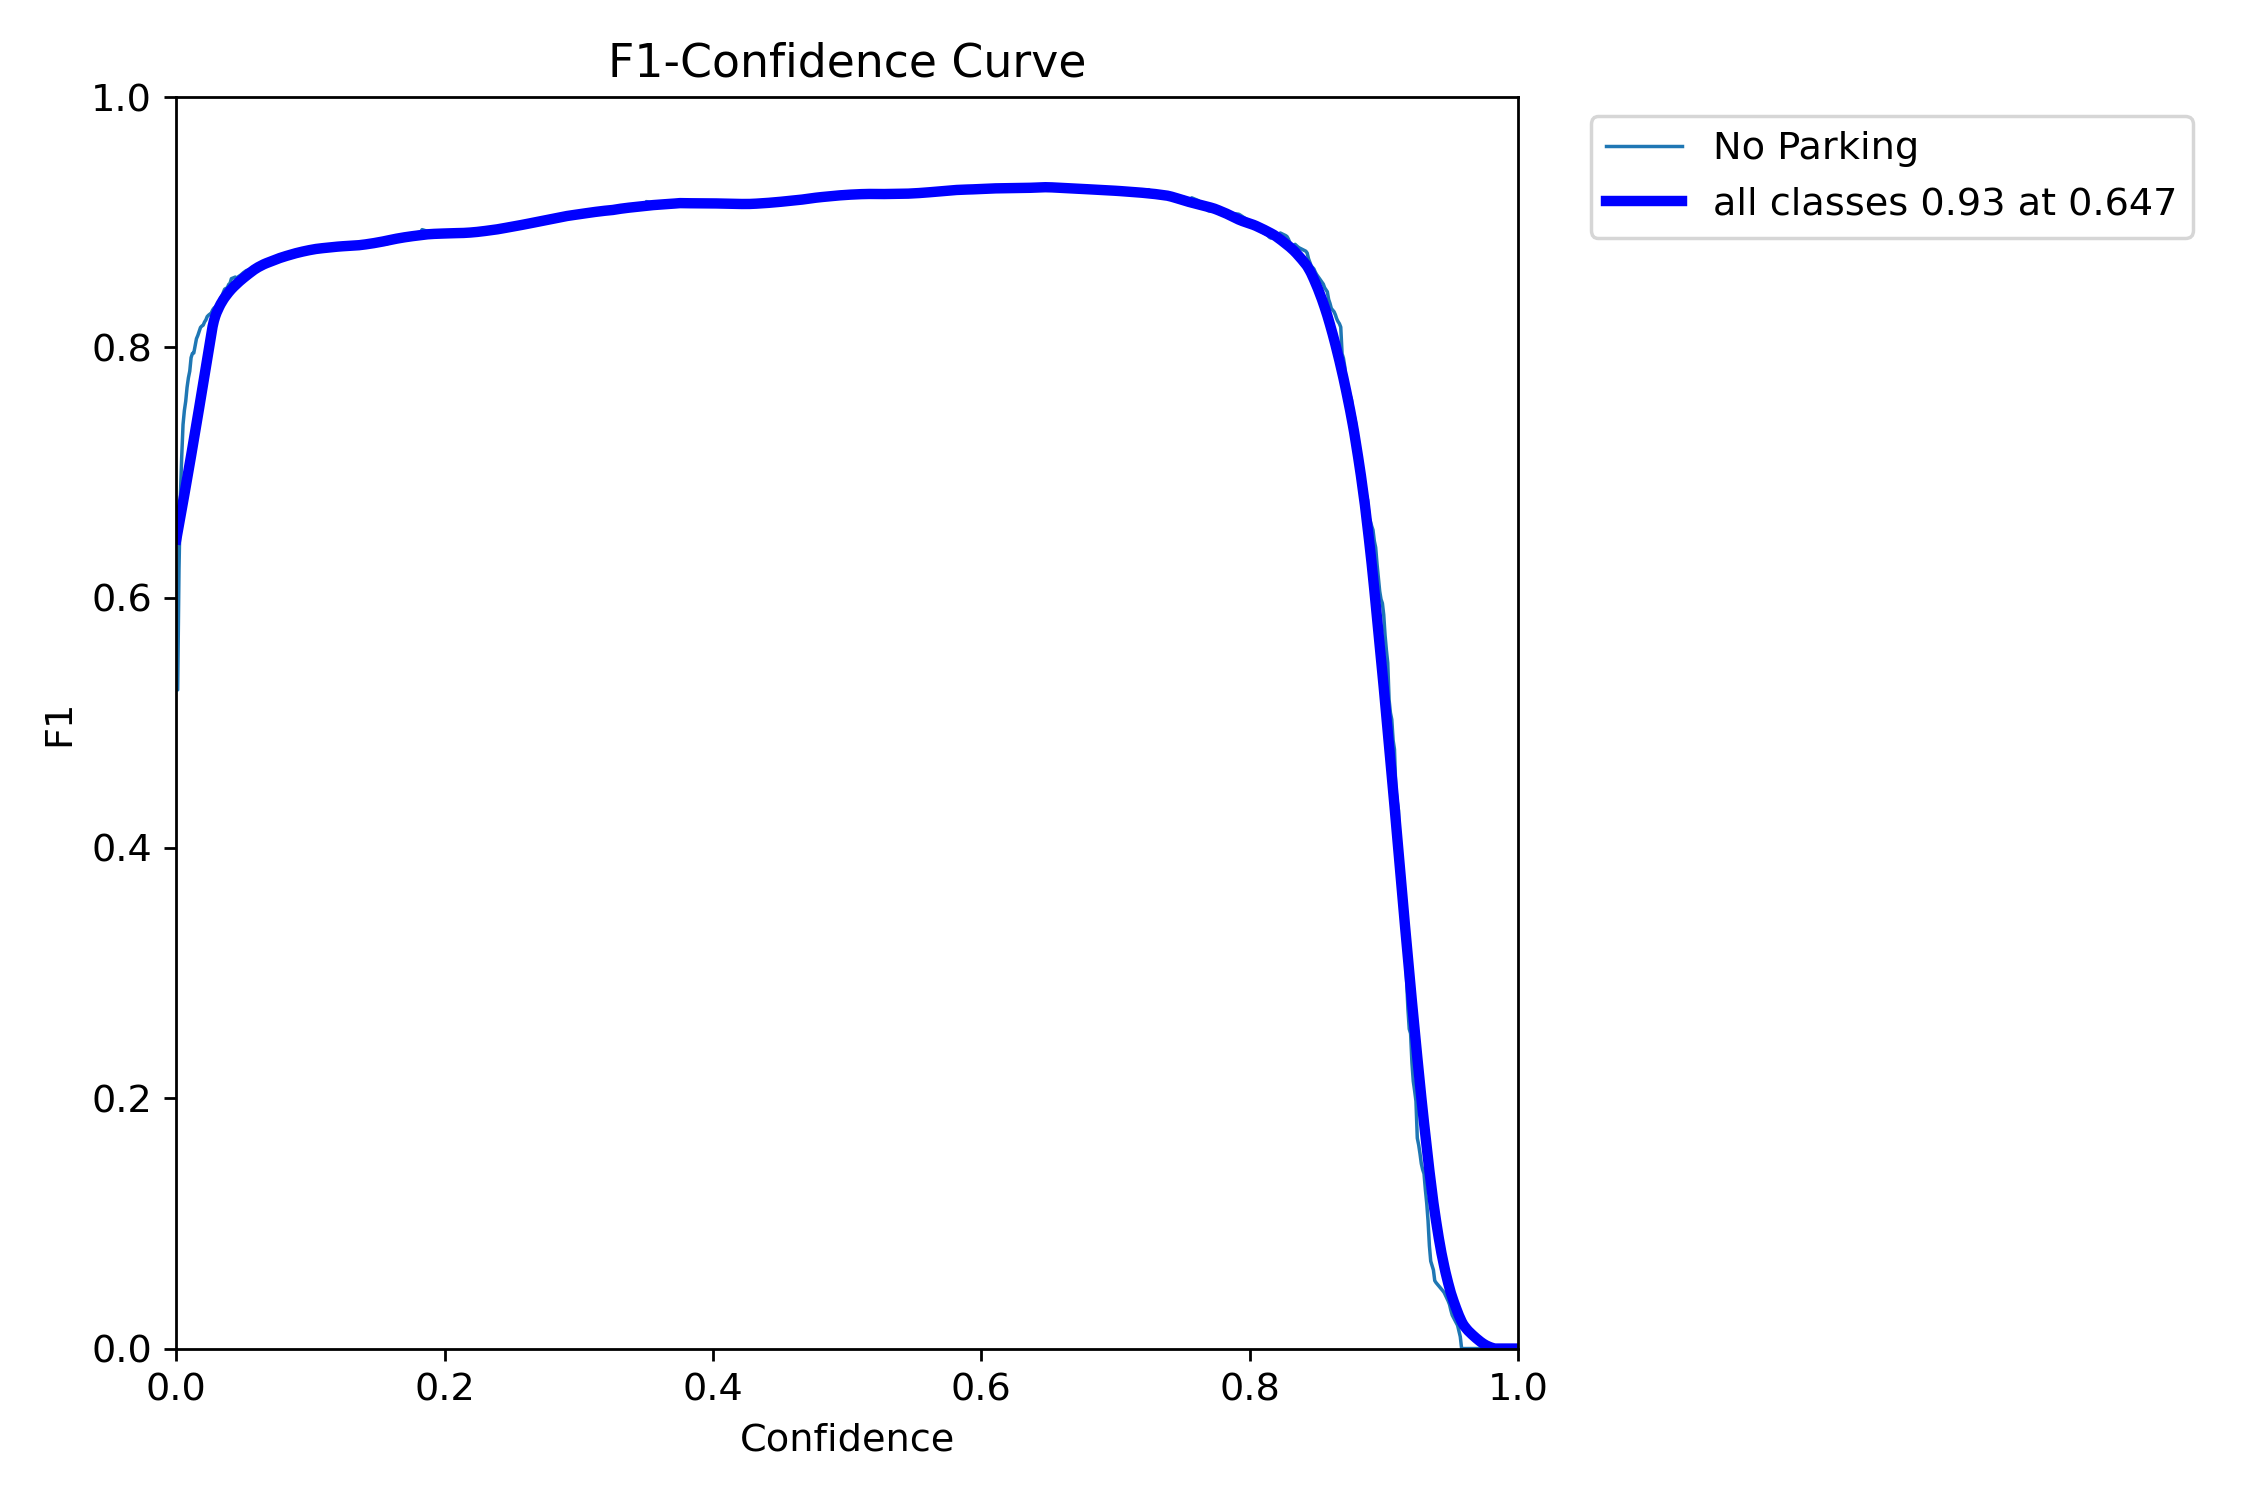 F1-Confidence Curve
No Parking
all classes 0.93 at 0.647
1.0
0.8
0.6
0.4
0.2
0.0
F1
0.0 0.2 0.4 0.6 0.8 1.0
Confidence